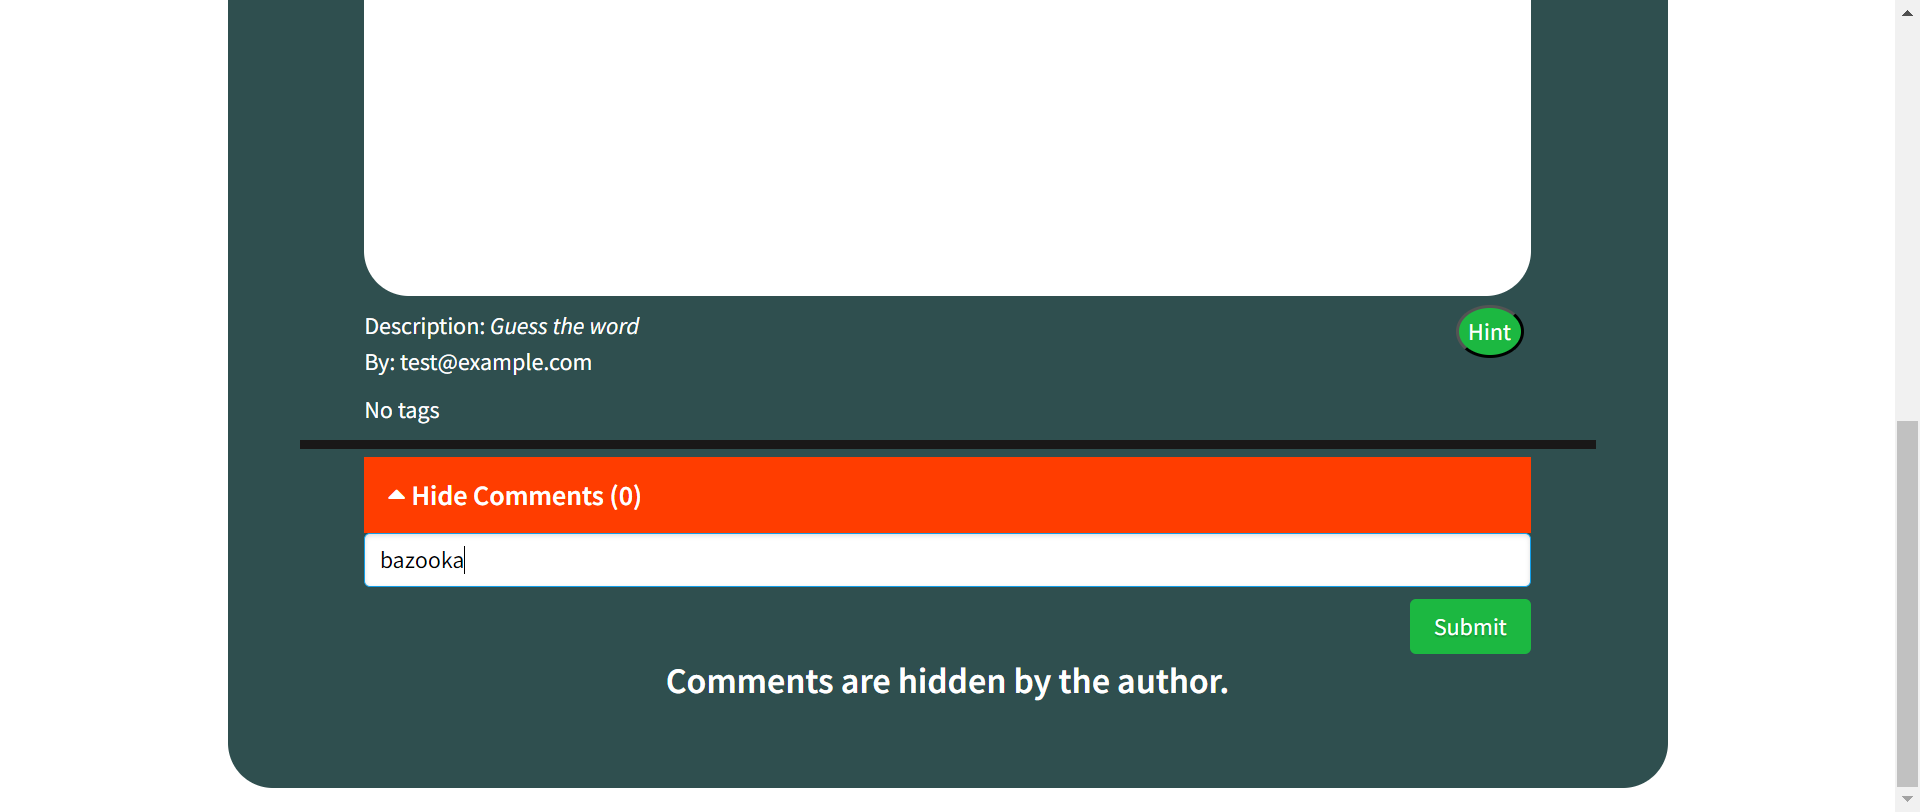 Description: Guess the word
Hint
By: test@example.com
No tags
Hide Comments (0)
bazooka
Submit
Comments are hidden by the author.